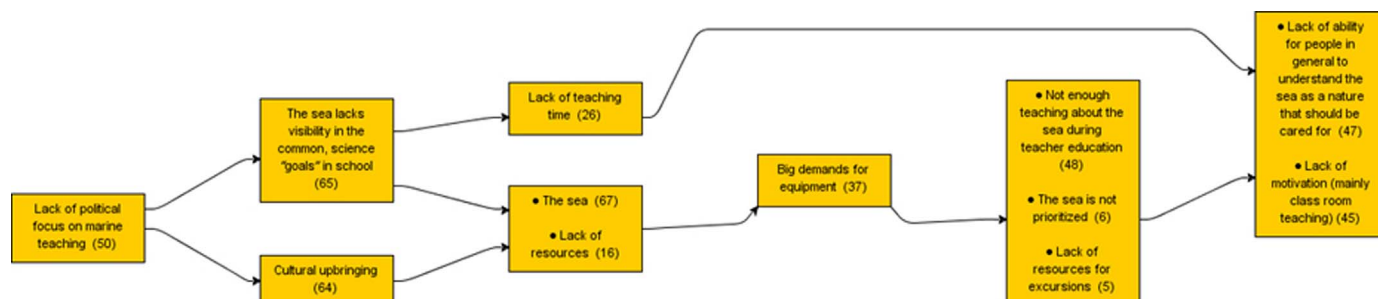 Lack of political
focus on marine
teaching (50)
The sea lacks
visibility in the
common, science
"goals" in school
(65)
Cultural upbringing
(64)
Lack of teaching
time (26)
● The sea (67)
● Lack of
resources (16)
Big demands for
equipment (37)
● Not enough
teaching about the
sea during
teacher education
(48)
● The sea is not
prioritized (6)
● Lack of
resources for
excursions (5)
● Lack of ability
for people in
general to
understand the
sea as a nature
that should be
cared for (47)
● Lack of
motivation (mainly
class room
teaching) (45)